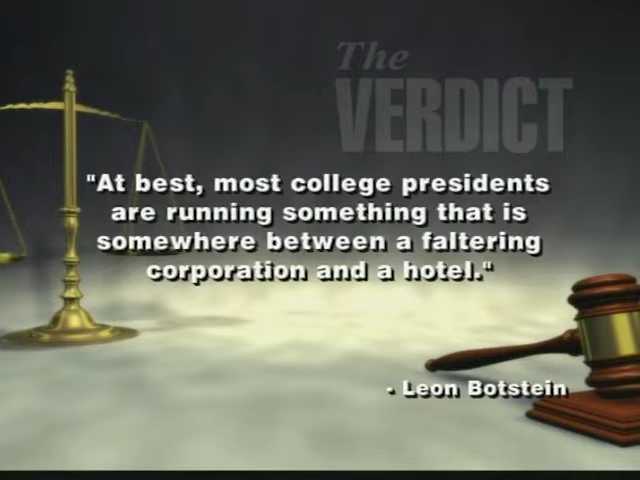 The
VERDICT
"At best, most college presidents
are running something that is
somewhere between a faltering
corporation and a hotel."
- Leon Botstein